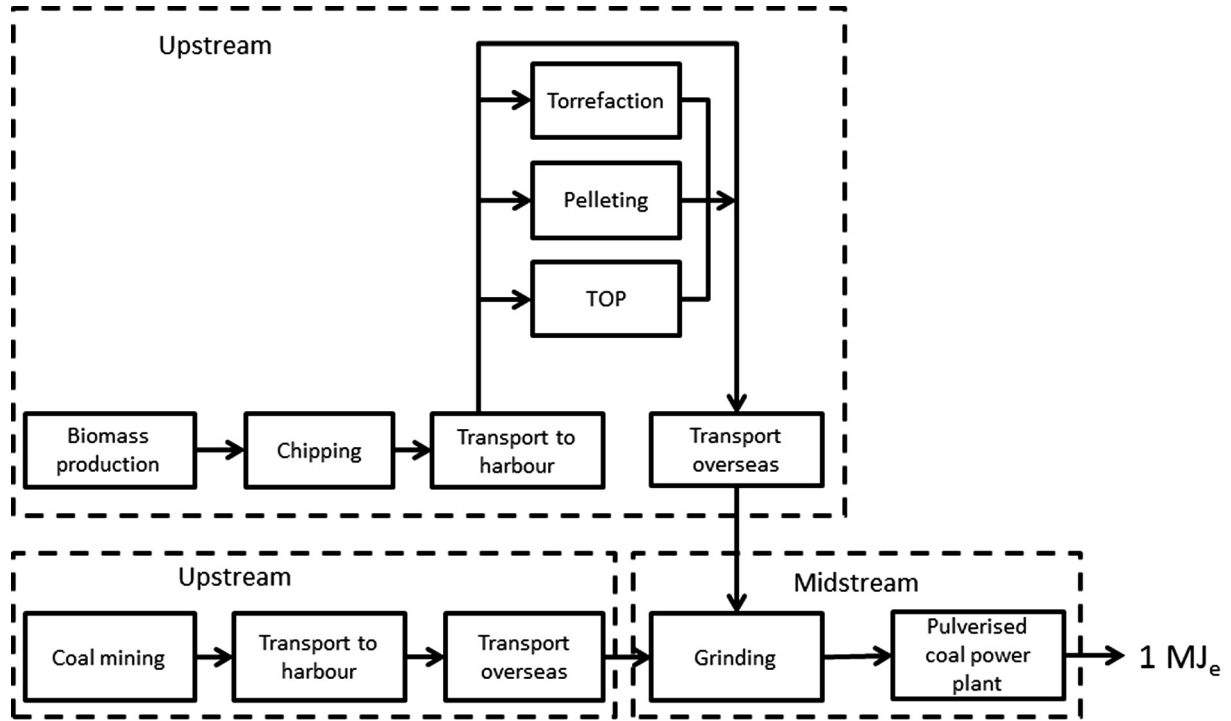 Upstream
Torrefaction
Pelleting
TOP
Biomass
production
Chipping
Transport to
harbour
Transport
overseas
Upstream
Midstream
Coal mining
Transport to
harbour
Transport
overseas
Grinding
Pulverised
coal power
plant
1 MJe